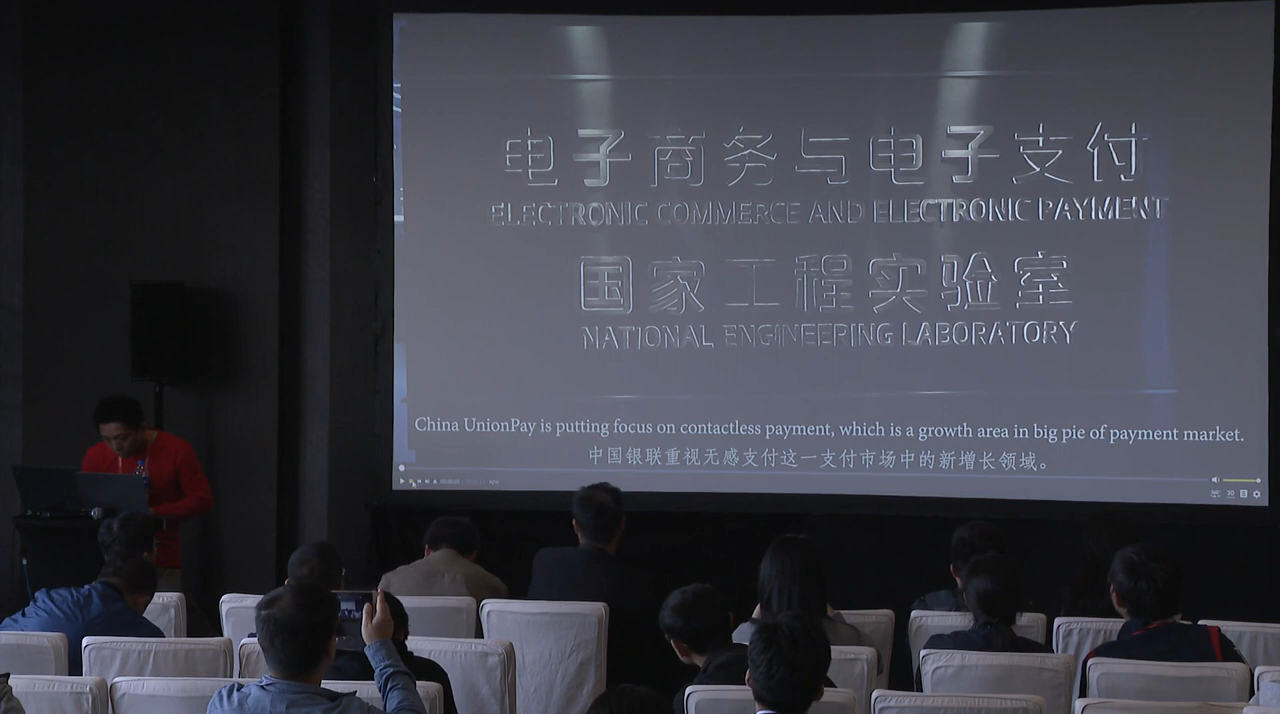 电子商务与电子支付
ELECTRONIC COMMERCE AND ELECTRONIC PAYMENT
国家工程实验室
NATIONAL ENGINEERING LABORATORY
China UnionPay is putting focus on contactless payment, which is a growth area in big pie of payment market.
中国银联重视无感支付这一支付市场中的新增长领域。